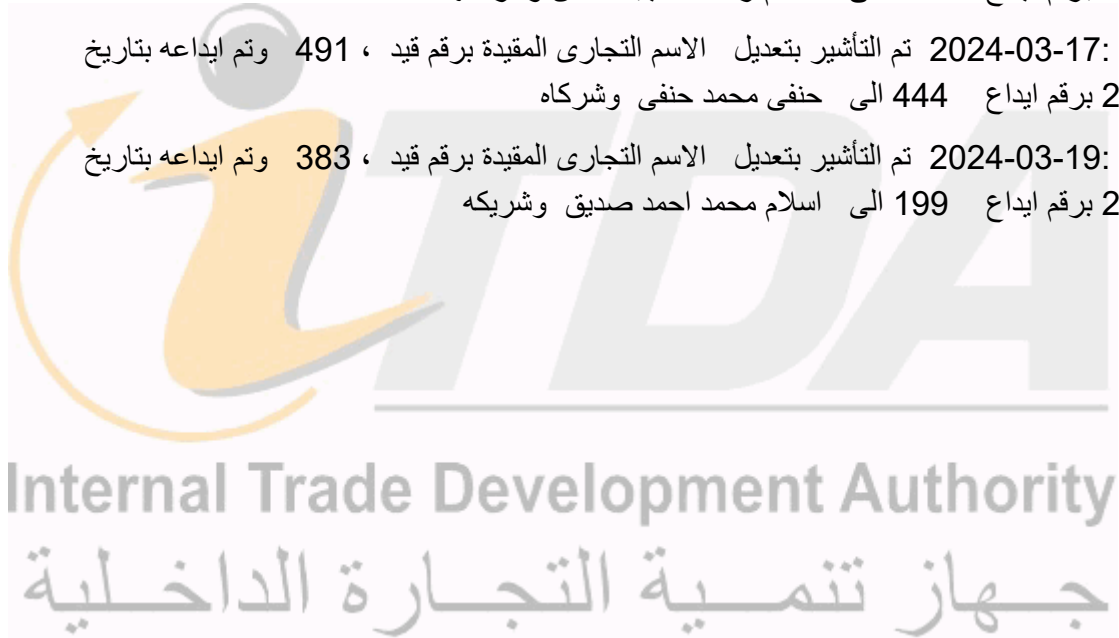 2024-03-17: تم التأشير بتعديل الاسم التجارى المقيدة برقم قيد ، 491 وتم ايداعه بتاريخ
2 برقم ايداع 444 الى حنفى محمد حنفى وشركاه
2024-03-19: تم التأشير بتعديل الاسم التجارى المقيدة برقم قيد ، 383 وتم ايداعه بتاريخ
2 برقم ايداع 199 الى اسلام محمد احمد صديق وشريكه
iTDA
Internal Trade Development Authority
جهاز تنمية التجارة الداخلية